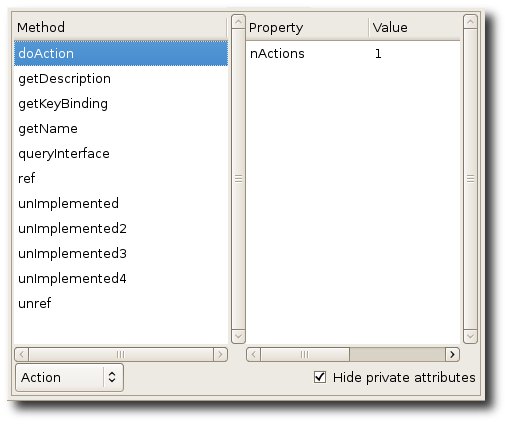 Method
doAction
getDescription
getKeyBinding
getName
queryInterface
ref
unImplemented
unImplemented2
unImplemented3
unImplemented4
unref
Property Value
nActions 1
Action
Hide private attributes